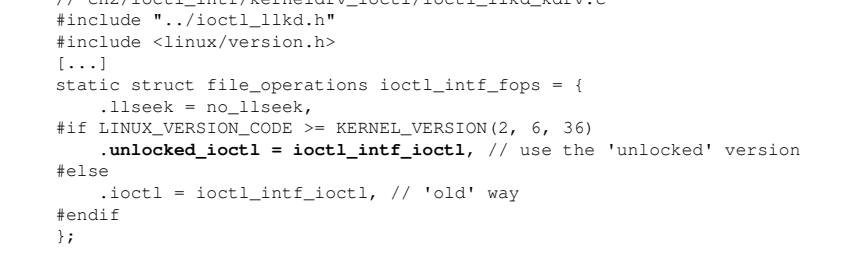 // ch2/ioctl_intf/kerneldrv_ioctl/ioctl_llkd_kdrv.c
#include "../ioctl_llkd.h"
#include <linux/version.h>
[...]
static struct file_operations ioctl_intf_fops = {
    .llseek = no_llseek,
#if LINUX_VERSION_CODE >= KERNEL_VERSION(2, 6, 36)
    .unlocked_ioctl = ioctl_intf_ioctl, // use the 'unlocked' version
#else
    .ioctl = ioctl_intf_ioctl, // 'old' way
#endif
};